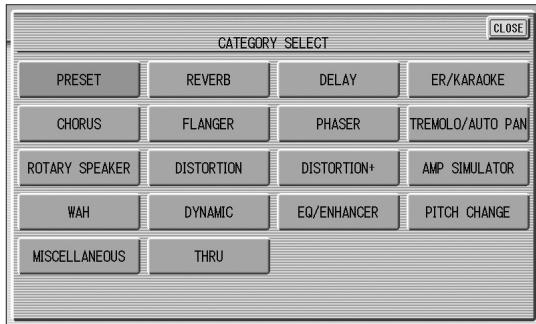 CLOSE
CATEGORY SELECT
PRESET REVERB DELAY ER/KARAOKE
CHORUS FLANGER PHASER TREMOLO/AUTO PAN
ROTARY SPEAKER DISTORTION DISTORTION+ AMP SIMULATOR
WAH DYNAMIC EQ/ENHANCER PITCH CHANGE
MISCELLANEOUS THRU